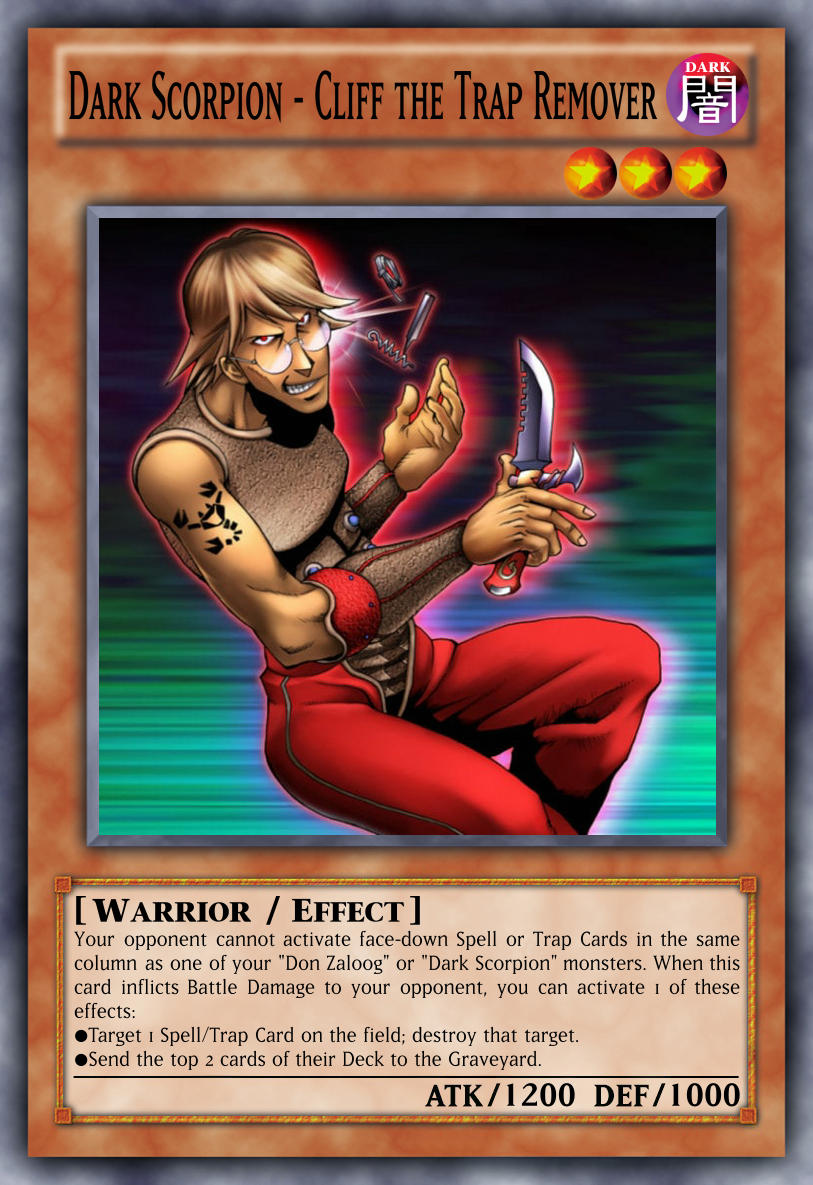 Dark Scorpion - Cliff the Trap Remover
DARK
闇
[ Warrior / Effect ]
Your opponent cannot activate face-down Spell or Trap Cards in the same
column as one of your "Don Zaloog" or "Dark Scorpion" monsters. When this
card inflicts Battle Damage to your opponent, you can activate 1 of these
effects:
●Target 1 Spell/Trap Card on the field; destroy that target.
●Send the top 2 cards of their Deck to the Graveyard.
ATK/1200 DEF/1000